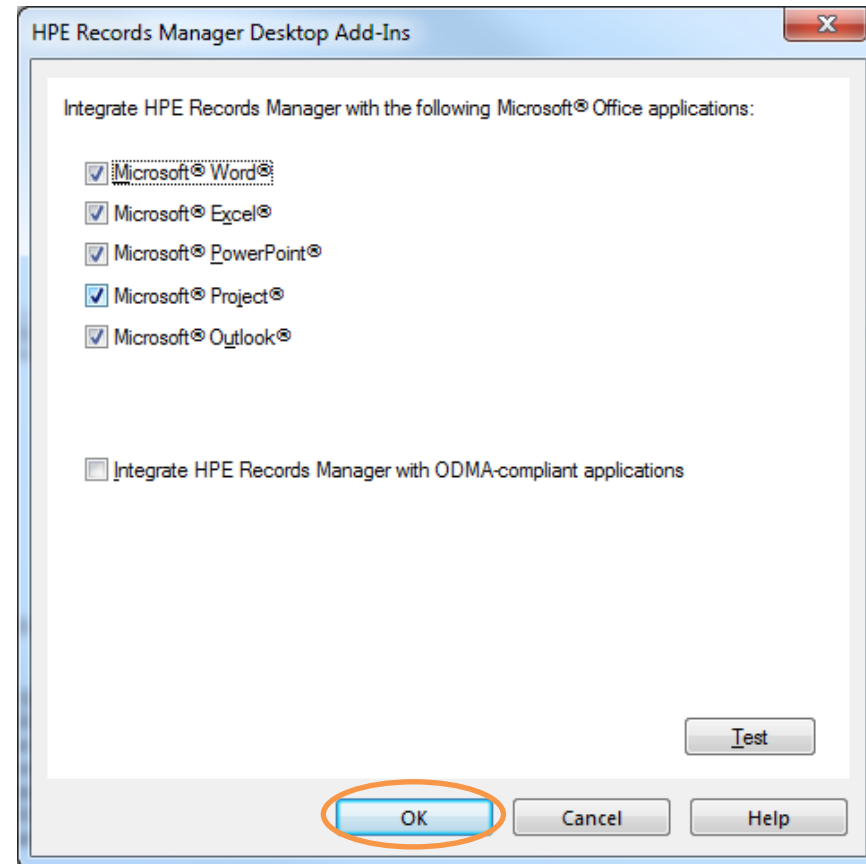 HPE Records Manager Desktop Add-Ins
Integrate HPE Records Manager with the following Microsoft® Office applications:
Microsoft® Word®
Microsoft® Excel®
Microsoft® PowerPoint®
Microsoft® Project®
Microsoft® Outlook®
Integrate HPE Records Manager with ODMA-compliant applications
Test
OK Cancel Help